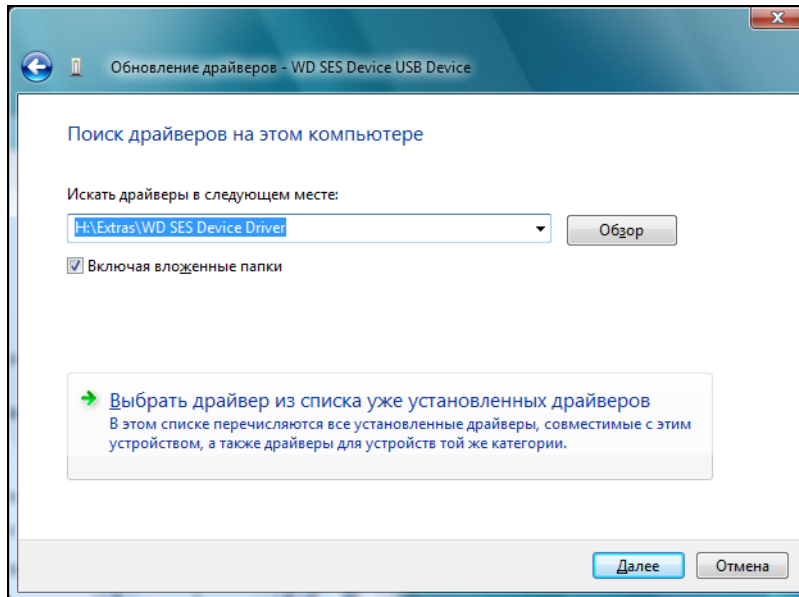 Обновление драйверов - WD SES Device USB Device
Поиск драйверов на этом компьютере
Искать драйверы в следующем месте:
H:\Extras\WD SES Device Driver
Обзор
Включая вложенные папки
Выбрать драйвер из списка уже установленных драйверов
В этом списке перечисляются все установленные драйверы, совместимые с этим
устройством, а также драйверы для устройств той же категории.
Далее
Отмена